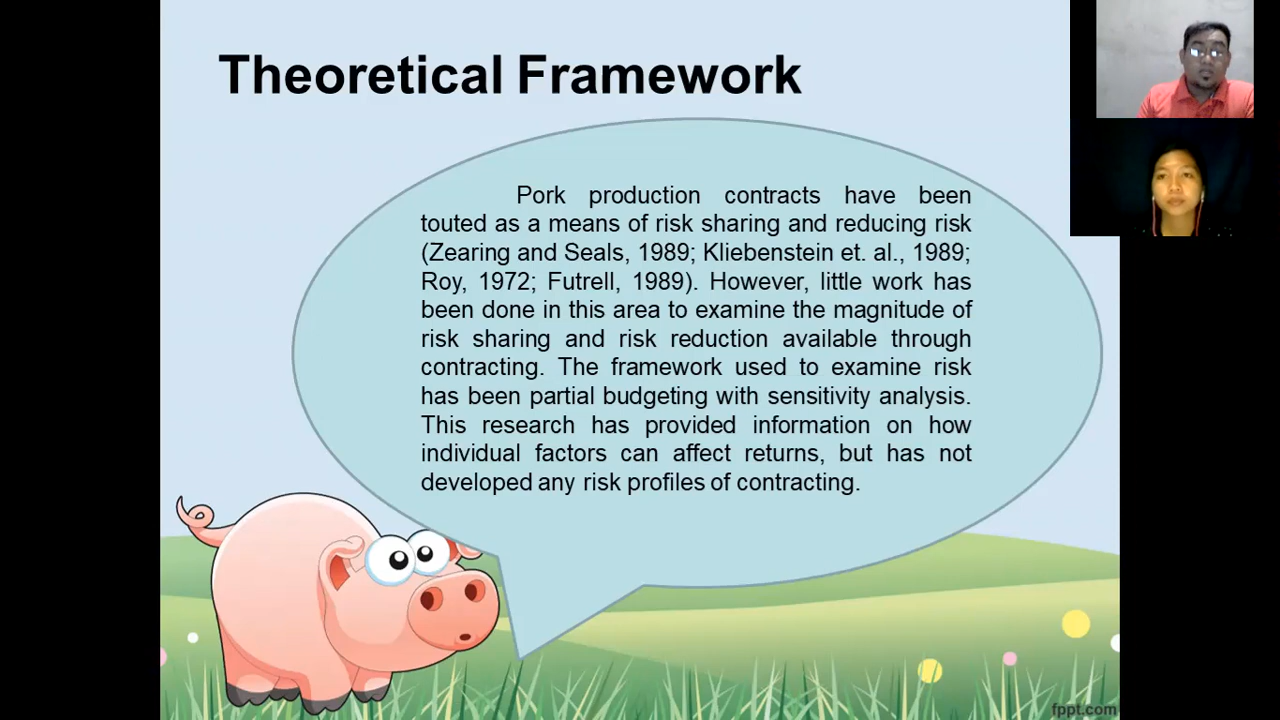 Theoretical Framework
Pork production contracts have been
touted as a means of risk sharing and reducing risk
(Zearing and Seals, 1989; Kliebenstein et. al., 1989;
Roy, 1972; Futrell, 1989). However, little work has
been done in this area to examine the magnitude of
risk sharing and risk reduction available through
contracting. The framework used to examine risk
has been partial budgeting with sensitivity analysis.
This research has provided information on how
individual factors can affect returns, but has not
developed any risk profiles of contracting.
fppt.com